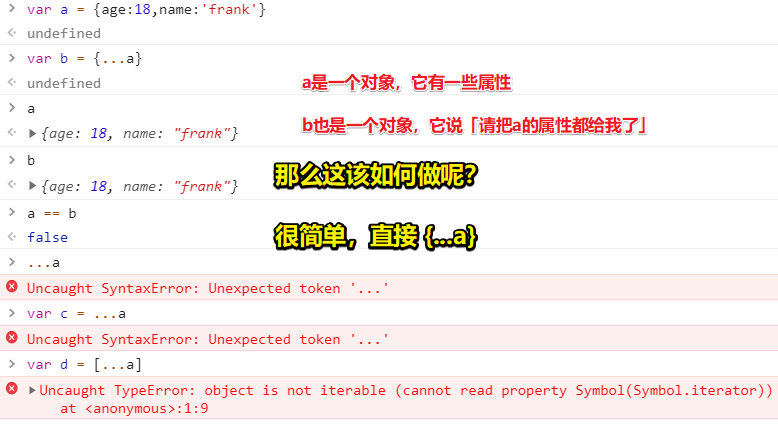 var a = {age:18,name:'frank'}
undefined
var b = {...a}
undefined
a是一个对象，它有一些属性
a
{age: 18, name: "frank"}
b也是一个对象，它说「请把a的属性都给我了」
b
{age: 18, name: "frank"}
那么这该如何做呢？
a == b
false
很简单，直接 {...a}
...a
Uncaught SyntaxError: Unexpected token '...'
var c = ...a
Uncaught SyntaxError: Unexpected token '...'
var d = [...a]
Uncaught TypeError: object is not iterable (cannot read property Symbol(Symbol.iterator))
at <anonymous>:1:9